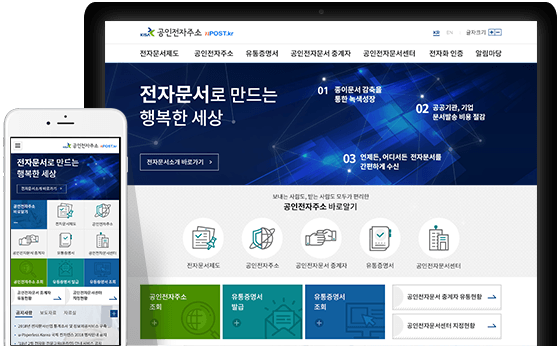 KISA 공인전자주소 #POST.kr
KR EN 글자크기
전자문서제도 공인전자주소 유통증명서 공인전자문서 중계자 공인전자문서센터 전자화 인증 알림마당
전자문서로 만드는
행복한 세상
전자문서소개 바로가기 >
01 종이문서 감축을
통한 녹색성장
02 공공기관, 기업
문서발송 비용 절감
03 언제든, 어디서든 전자문서를
간편하게 수신
보내는 사람도, 받는 사람도 모두가 편리한
공인전자주소 바로알기
전자문서제도 공인전자주소 공인전자문서 중계자 유통증명서 공인전자문서센터
공인전자주소
조회
유통증명서
발급
유통증명서
조회
공인전자문서 중계자 유통현황
공인전자문서센터 지정현황
공인전자주소 #POST.kr
전자문서로 만드는
행복한 세상
전자문서소개 바로가기 >
공인전자주소
바로알기
전자문서제도 공인전자주소
공인전자문서 중계자 유통증명서 공인전자문서센터
공인전자주소 조회 유통증명서 발급 유통증명서 조회
공인전자문서 중계자
유통현황
공인전자문서센터
지정현황
공지사항 보도자료 자료실